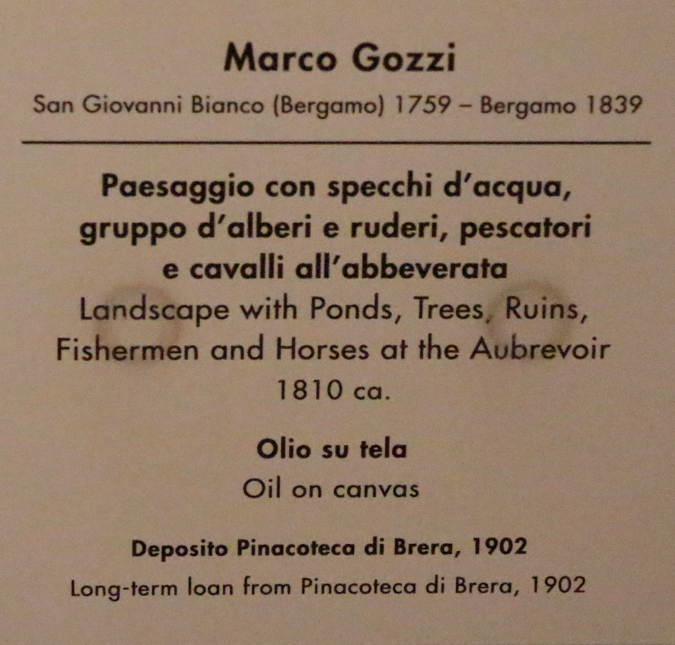 Marco Gozzi
San Giovanni Bianco (Bergamo) 1759 – Bergamo 1839
Paesaggio con specchi d'acqua,
gruppo d'alberi e ruderi, pescatori
e cavalli all'abbeverata
Landscape with Ponds, Trees, Ruins,
Fishermen and Horses at the Aubrevoir
1810 ca.
Olio su tela
Oil on canvas
Deposito Pinacoteca di Brera, 1902
Long-term loan from Pinacoteca di Brera, 1902